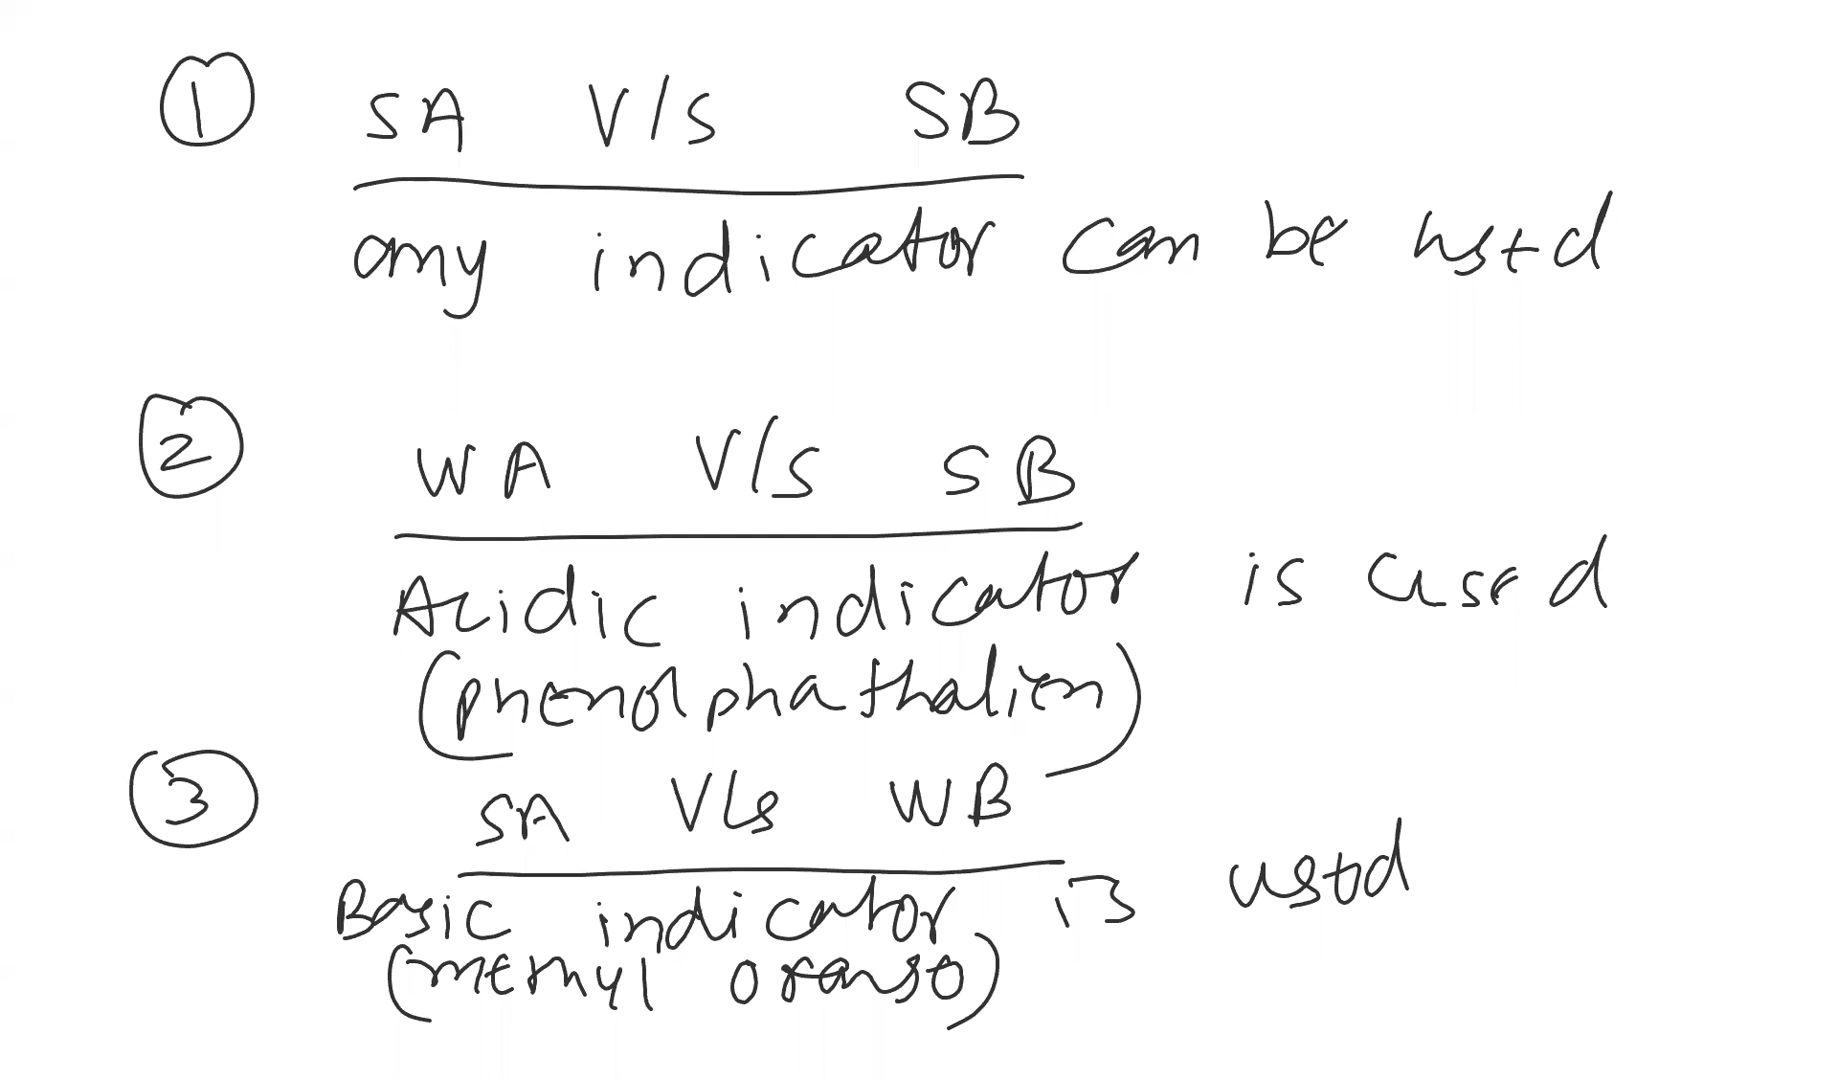 ① SA V/s SB
any indicator can be used
② WA V/s SB
Acidic indicator is used
(phenolphathalien)
③ SA V/s WB
Basic indicator is used
(methyl orange)